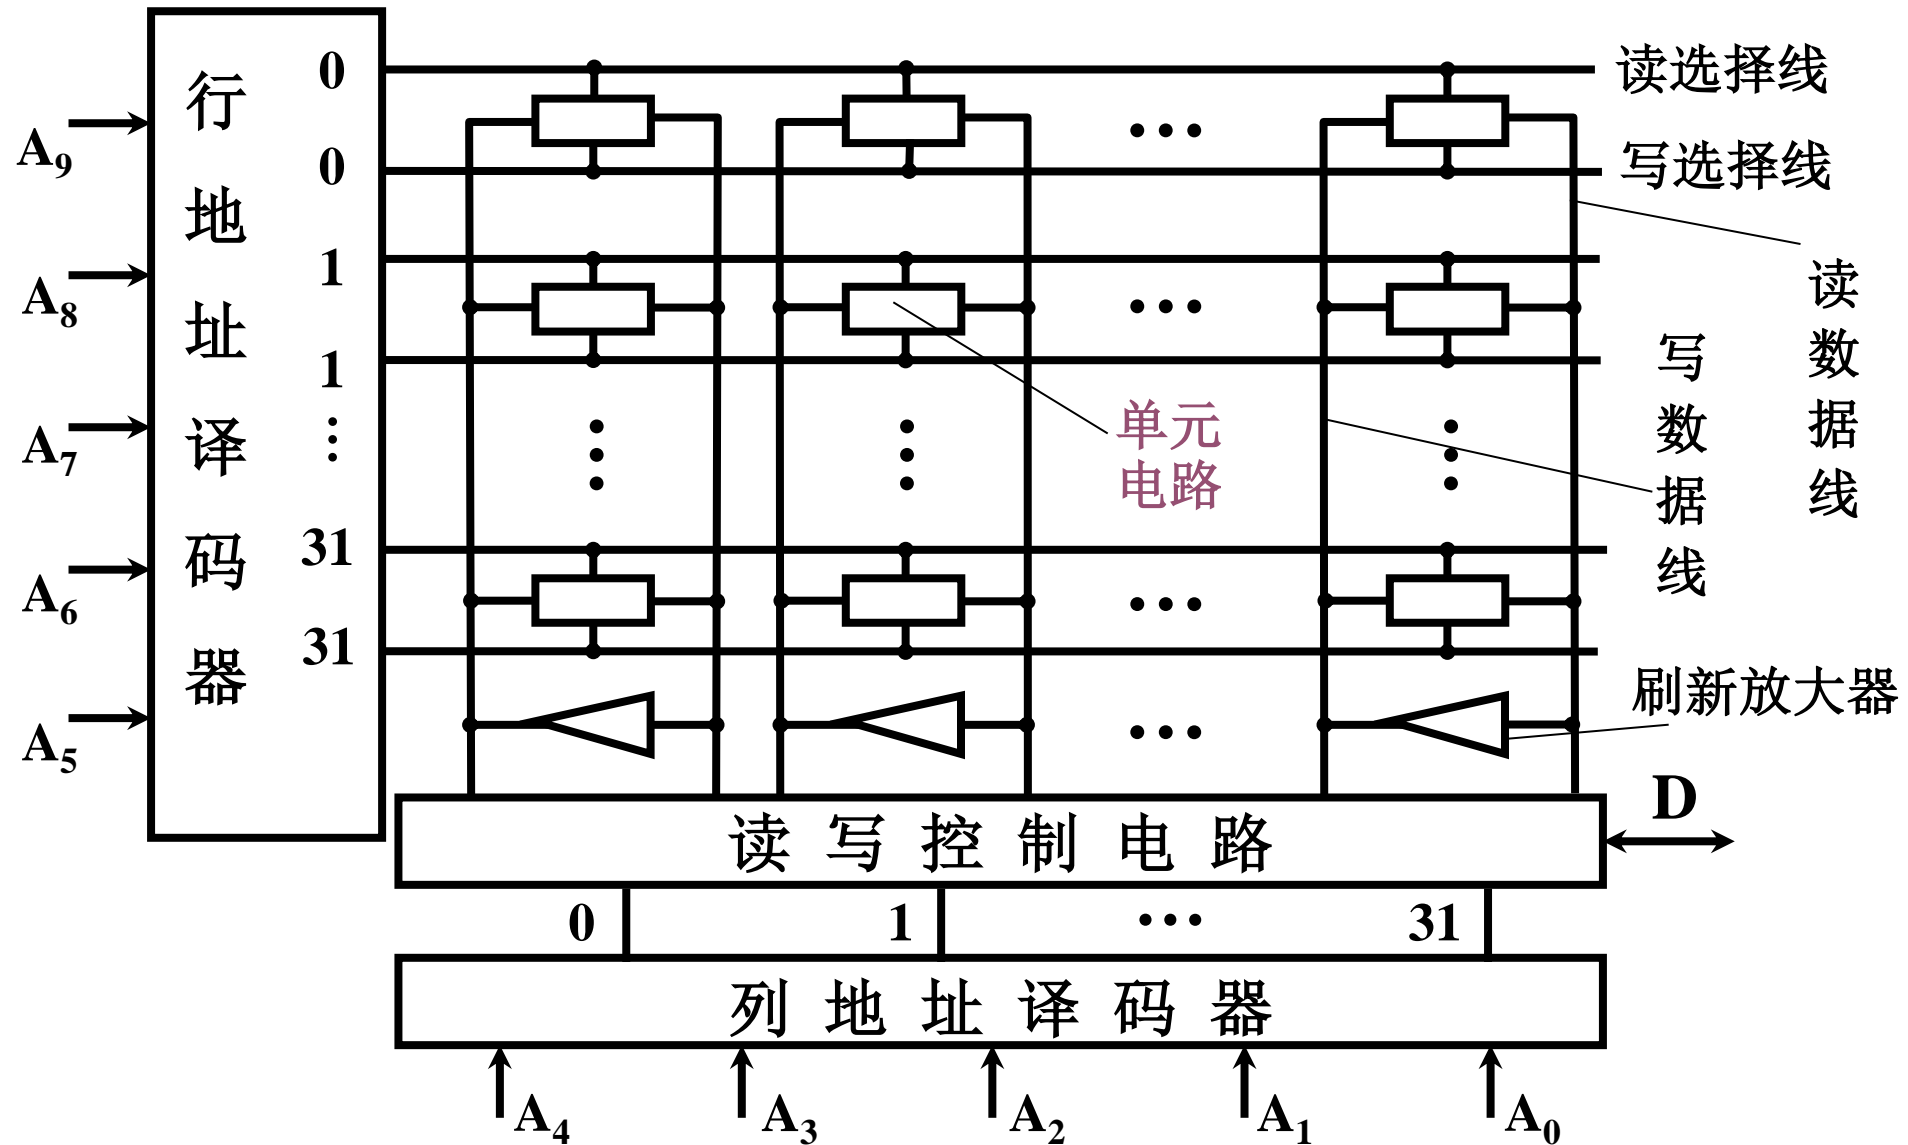 行地址译码器
A9
A8
A7
A6
A5
0
0
1
1
⋮
31
31
读选择线
写选择线
读数据线
写数据线
单元
电路
刷新放大器
D
读写控制电路
0 1 … 31
列地址译码器
A4 A3 A2 A1 A0